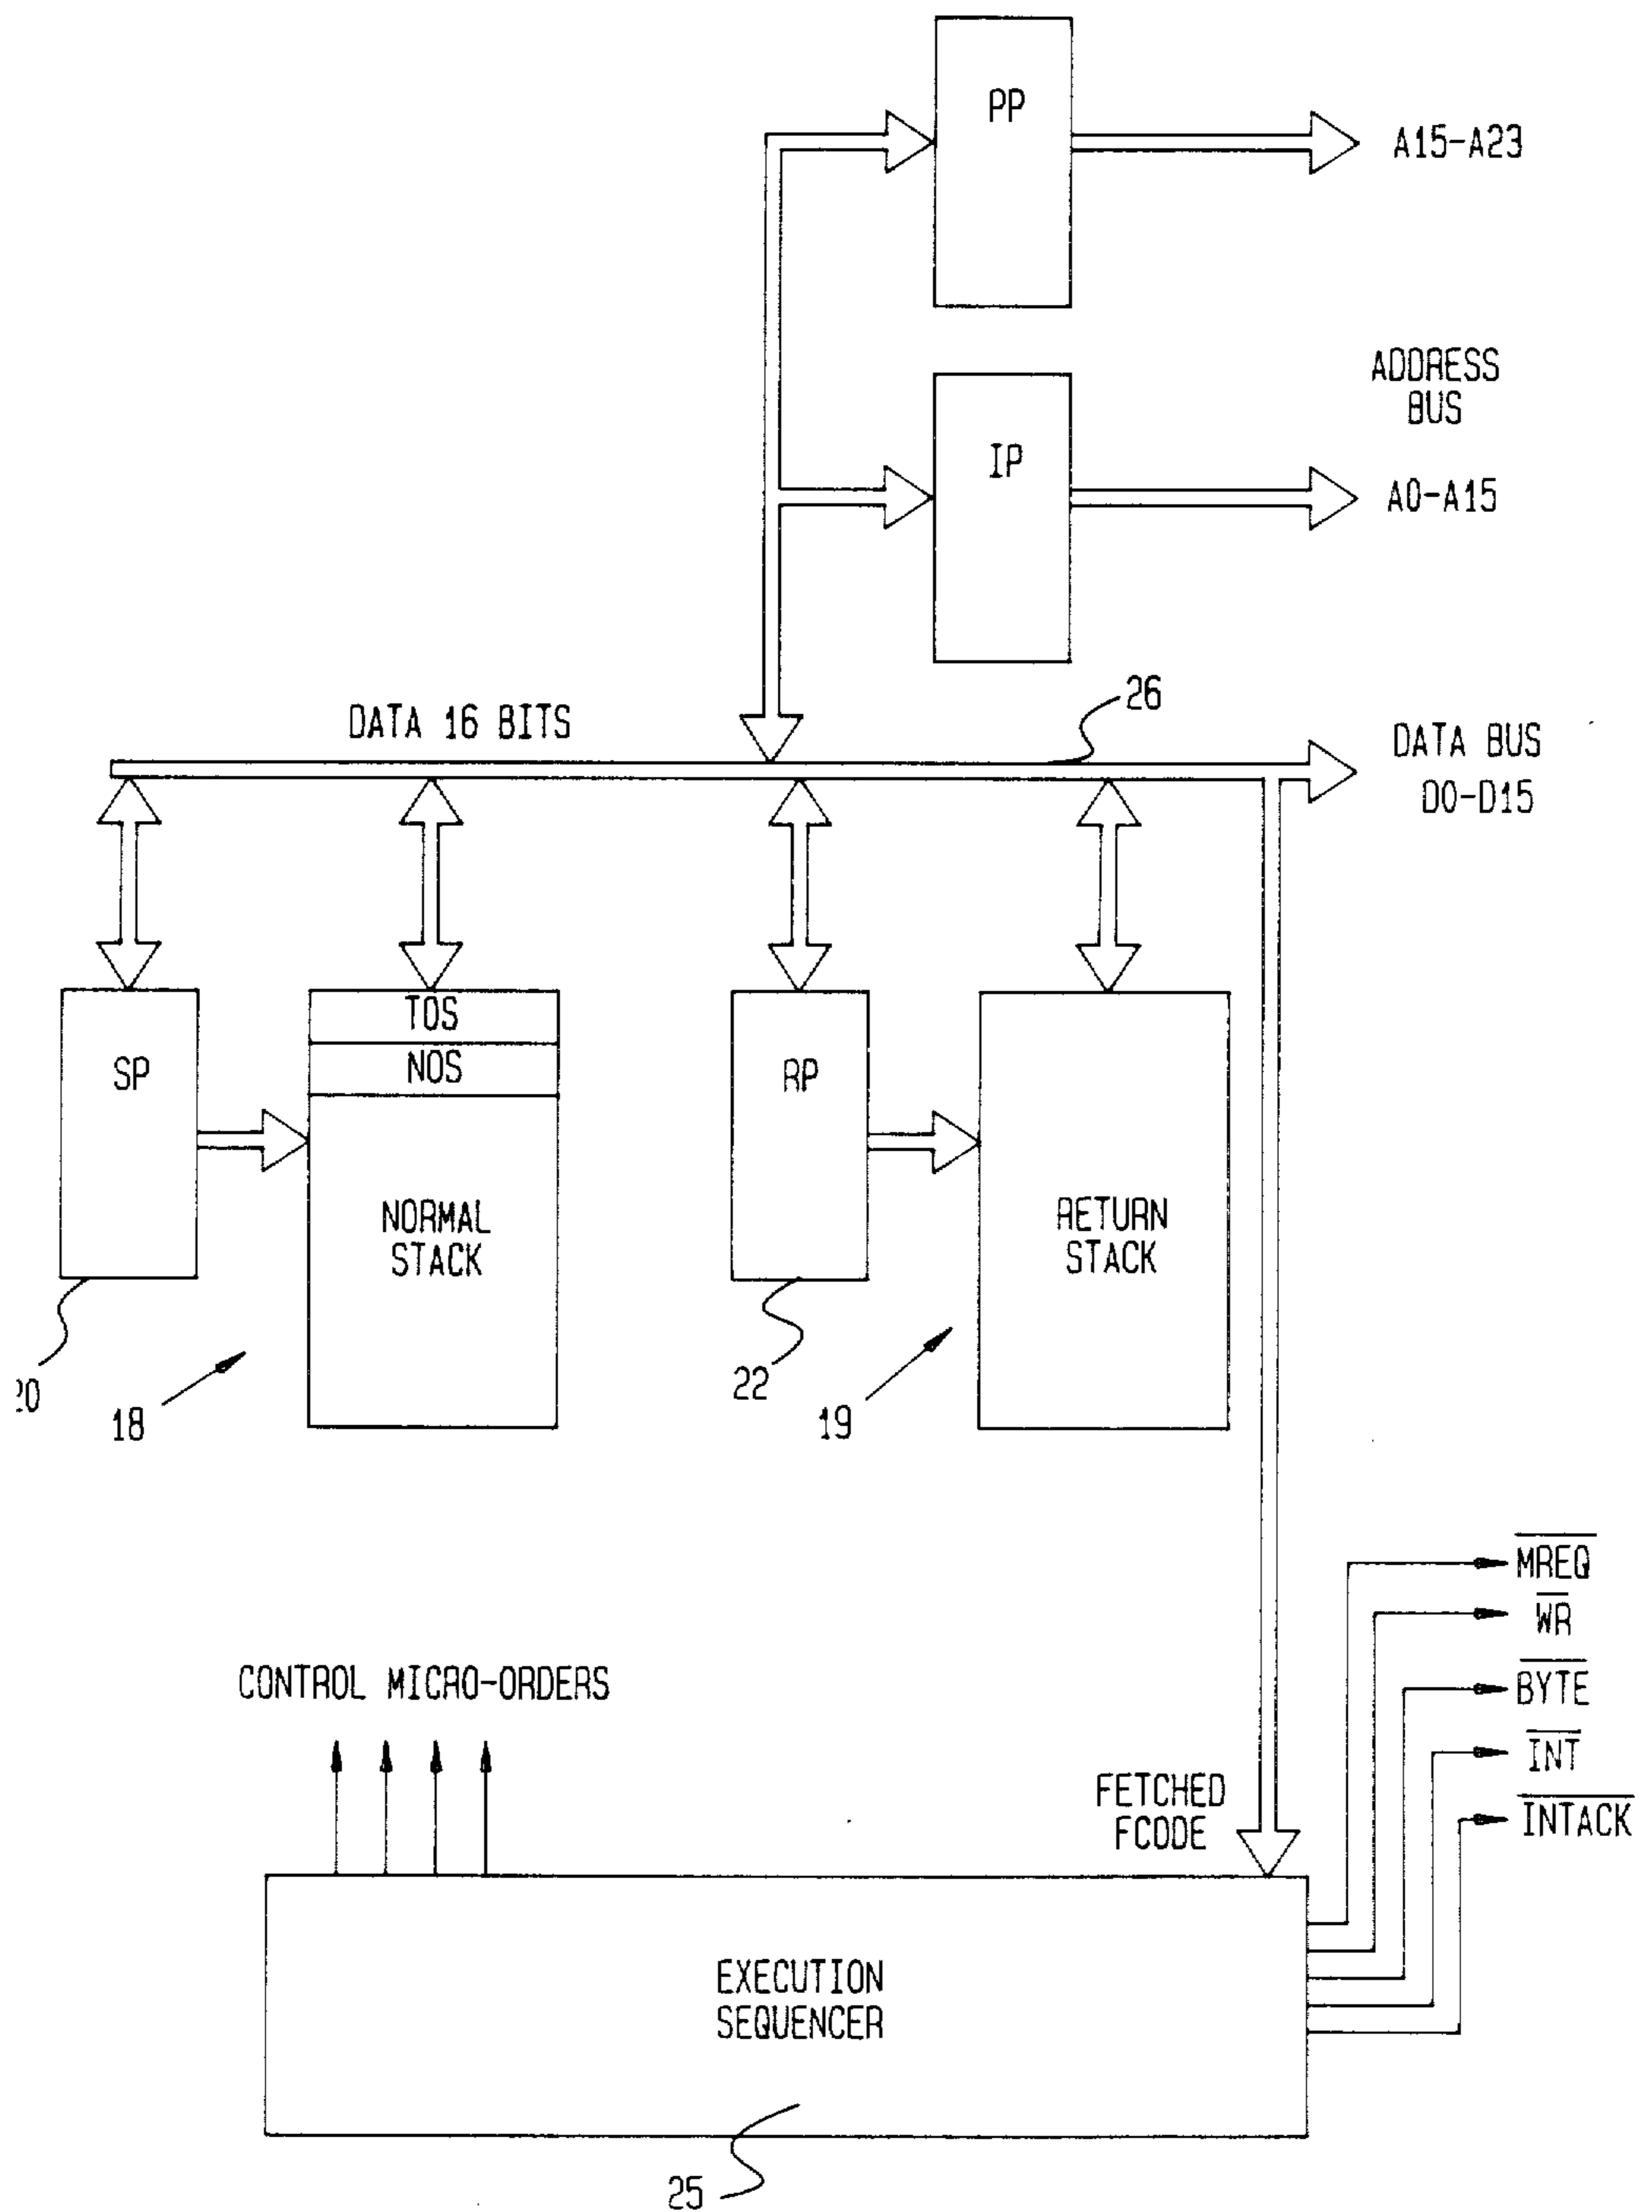 PP
A15-A23
ADDRESS
BUS
IP
A0-A15
26
DATA 16 BITS
DATA BUS
D0-D15
TOS
SP
NOS
RP
NORMAL
STACK
RETURN
STACK
22
18
19
MREQ
WR
BYTE
INT
INTACK
CONTROL MICRO-ORDERS
FETCHED
FCODE
EXECUTION
SEQUENCER
25